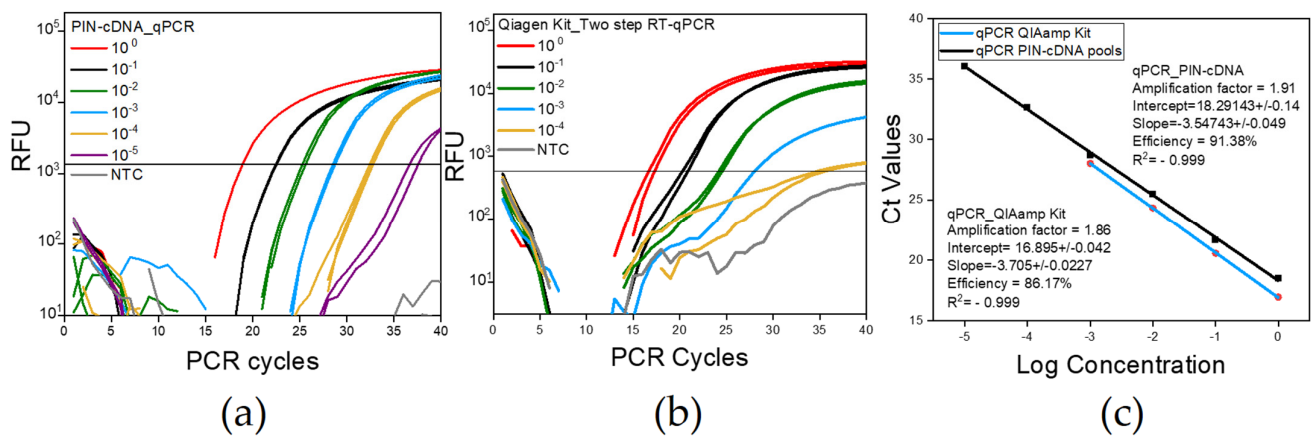 (a)
PIN-cDNA_qPCR
10^0
10^-1
10^-2
10^-3
10^-4
10^-5
NTC
RFU
10^5
10^4
10^3
10^2
10^1
0 5 10 15 20 25 30 35 40
PCR cycles
(b)
Qiagen Kit_Two step RT-qPCR
10^0
10^-1
10^-2
10^-3
10^-4
NTC
RFU
10^5
10^4
10^3
10^2
10^1
0 5 10 15 20 25 30 35 40
PCR Cycles
(c)
qPCR QIAamp Kit
qPCR PIN-cDNA pools
qPCR_PIN-cDNA
Amplification factor = 1.91
Intercept=18.29143+/-0.14
Slope=-3.54743+/-0.049
Efficiency = 91.38%
R^2= - 0.999
qPCR_QIAamp Kit
Amplification factor = 1.86
Intercept= 16.895+/-0.042
Slope=-3.705+/-0.0227
Efficiency = 86.17%
R^2= - 0.999
Ct Values
40
35
30
25
20
15
-5 -4 -3 -2 -1 0
Log Concentration